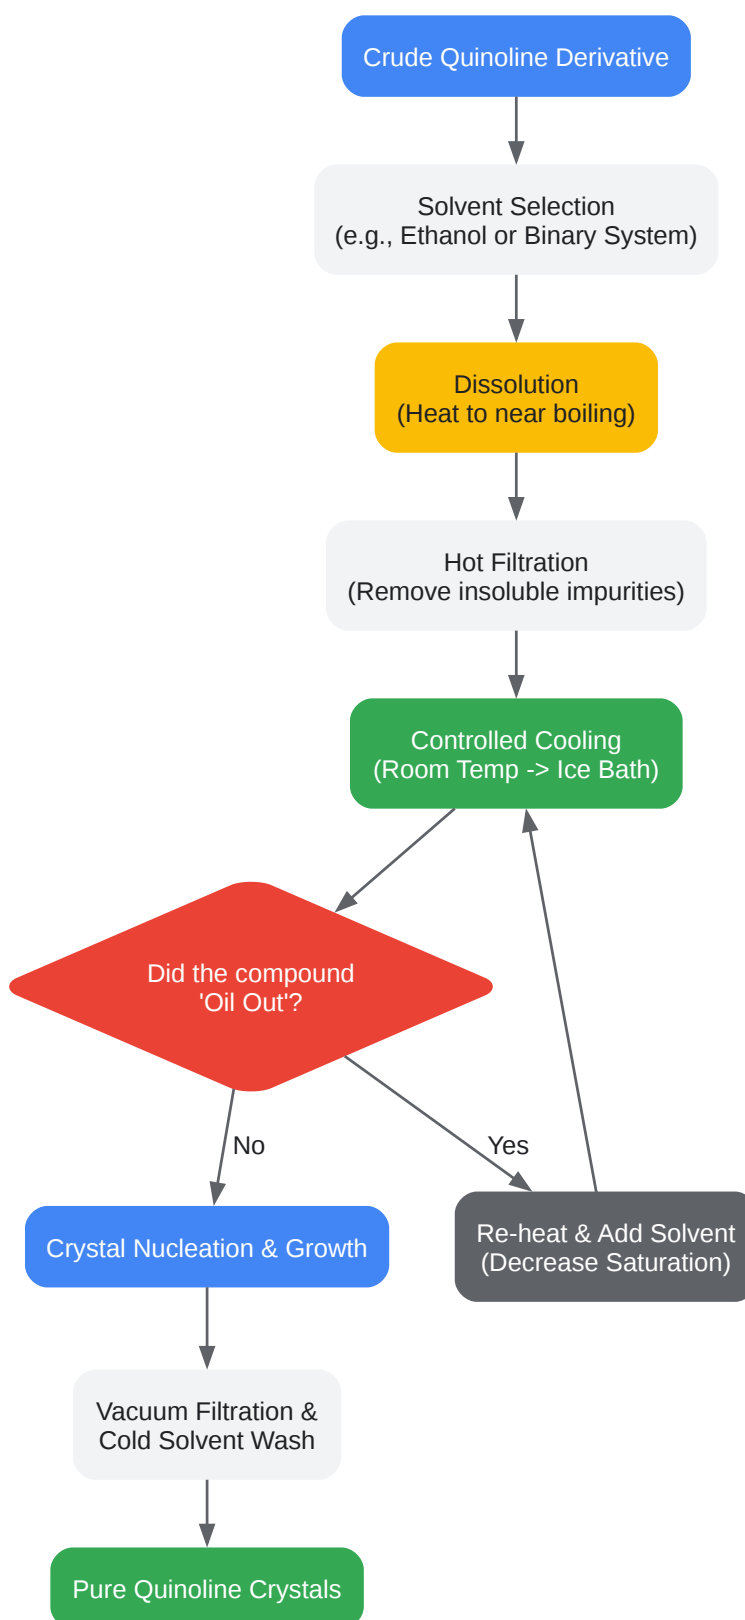 Crude Quinoline Derivative
Solvent Selection
(e.g., Ethanol or Binary System)
Dissolution
(Heat to near boiling)
Hot Filtration
(Remove insoluble impurities)
Controlled Cooling
(Room Temp -> Ice Bath)
Did the compound
'Oil Out'?
No
Yes
Crystal Nucleation & Growth
Re-heat & Add Solvent
(Decrease Saturation)
Vacuum Filtration &
Cold Solvent Wash
Pure Quinoline Crystals